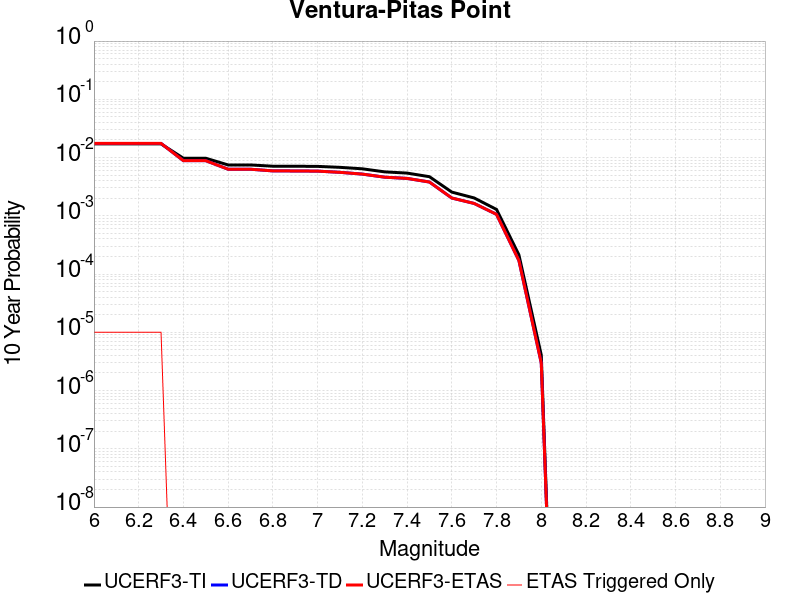 Ventura-Pitas Point
10^0
10^-1
10^-2
10^-3
10^-4
10^-5
10^-6
10^-7
10^-8
10 Year Probability
6 6.2 6.4 6.6 6.8 7 7.2 7.4 7.6 7.8 8 8.2 8.4 8.6 8.8 9
Magnitude
UCERF3-TI UCERF3-TD UCERF3-ETAS ETAS Triggered Only